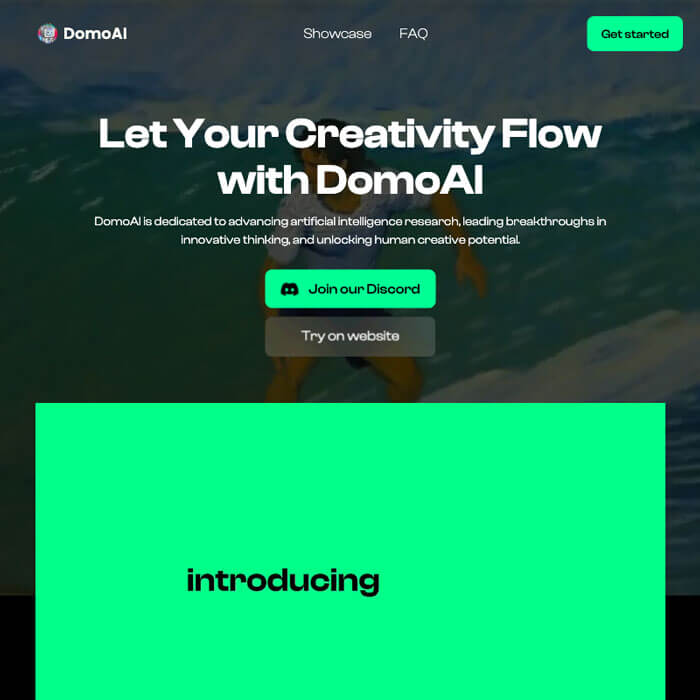 DomoAI
Showcase
FAQ
Get started
Let Your Creativity Flow
with DomoAI
DomoAI is dedicated to advancing artificial intelligence research, leading breakthroughs in
innovative thinking, and unlocking human creative potential.
Join our Discord
Try on website
introducing